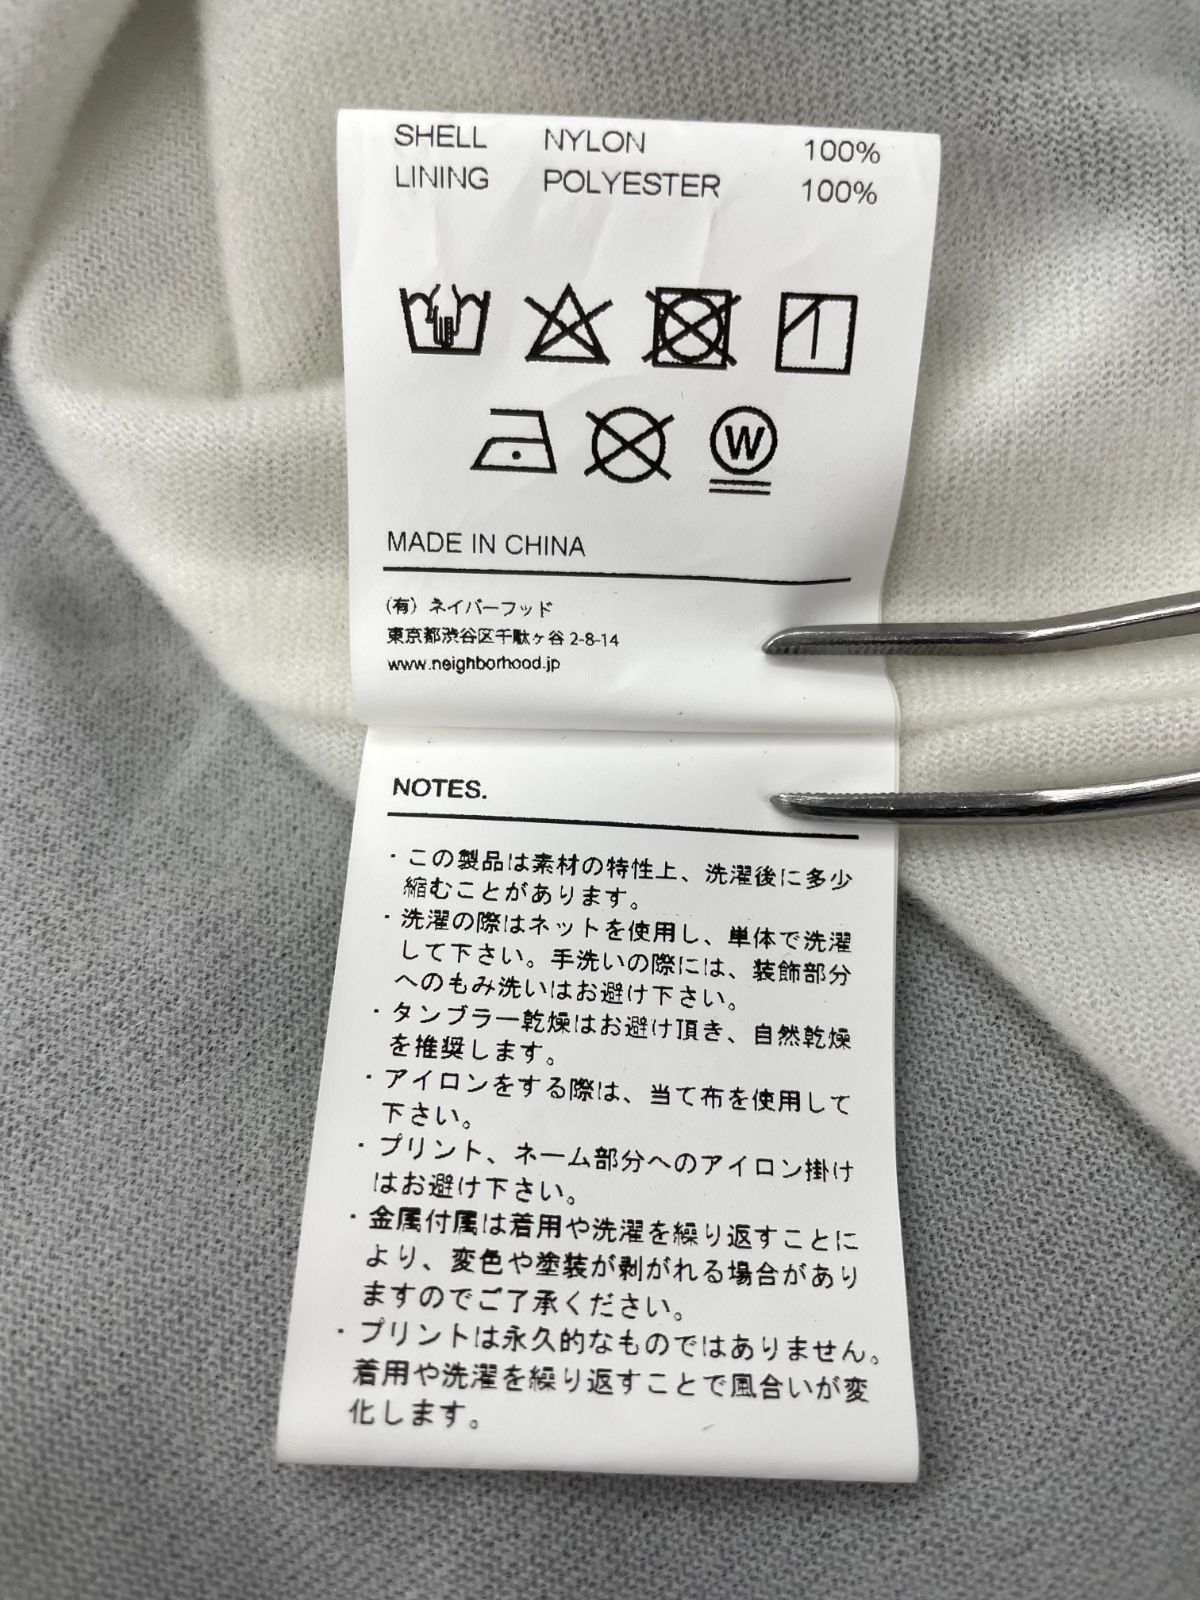 SHELL NYLON 100%
LINING POLYESTER 100%
W
MADE IN CHINA
(有) ネイバーフッド
東京都渋谷区千駄ヶ谷 2-8-14
www.neighborhood.jp
NOTES.
・この製品は素材の特性上、洗濯後に多少
縮むことがあります。
・洗濯の際はネットを使用し、単体で洗濯
して下さい。手洗いの際には、装飾部分
へのもみ洗いはお避け下さい。
・タンブラー乾燥はお避け頂き、自然乾燥
を推奨します。
・アイロンをする際は、当て布を使用して
下さい。
・プリント、ネーム部分へのアイロン掛け
はお避け下さい。
・金属付属は着用や洗濯を繰り返すことに
より、変色や塗装が剥がれる場合があり
ますのでご了承ください。
・プリントは永久的なものではありません。
着用や洗濯を繰り返すことで風合いが変
化します。